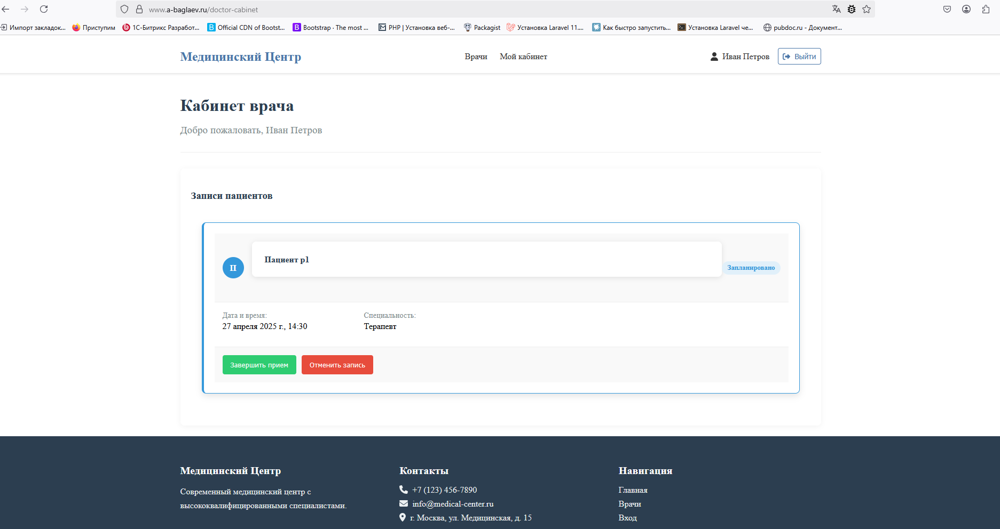 www.a-baglaev.ru/doctor-cabinet
Импорт закладок... Приступим 1С-Битрикс Разработ... Official CDN of Bootst... Bootstrap · The most ... PHP | Установка веб-... Packagist Установка Laravel 11.... Как быстро запустить... Установка Laravel че... pubdoc.ru - Документ...
Медицинский Центр Врачи Мой кабинет Иван Петров Выйти
Кабинет врача
Добро пожаловать, Иван Петров
Записи пациентов
П Пациент p1 Запланировано
Дата и время: Специальность:
27 апреля 2025 г., 14:30 Терапевт
Завершить прием Отменить запись
Медицинский Центр Контакты Навигация
Современный медицинский центр с +7 (123) 456-7890 Главная
высококвалифицированными специалистами. info@medical-center.ru Врачи
г. Москва, ул. Медицинская, д. 15 Вход